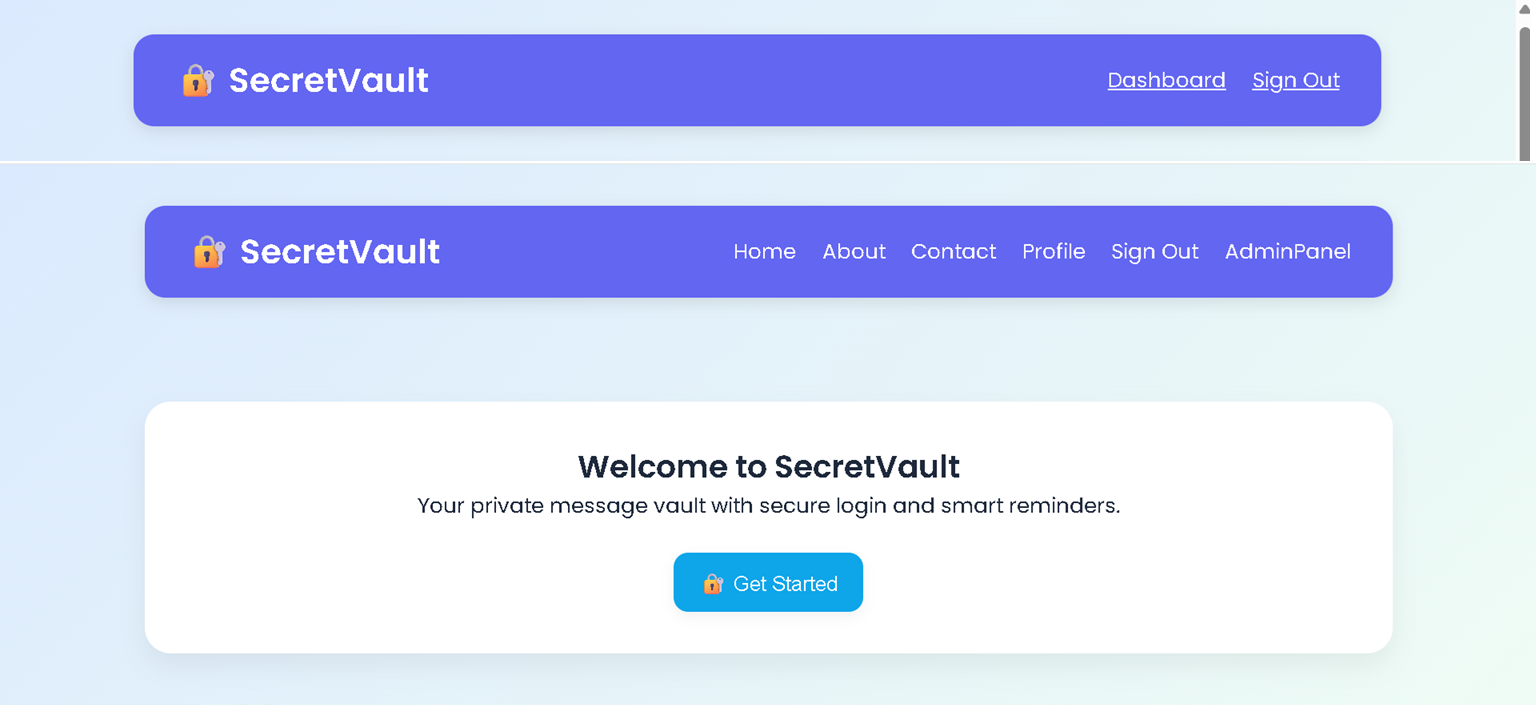 SecretVault Dashboard Sign Out
SecretVault Home About Contact Profile Sign Out AdminPanel
Welcome to SecretVault
Your private message vault with secure login and smart reminders.
Get Started